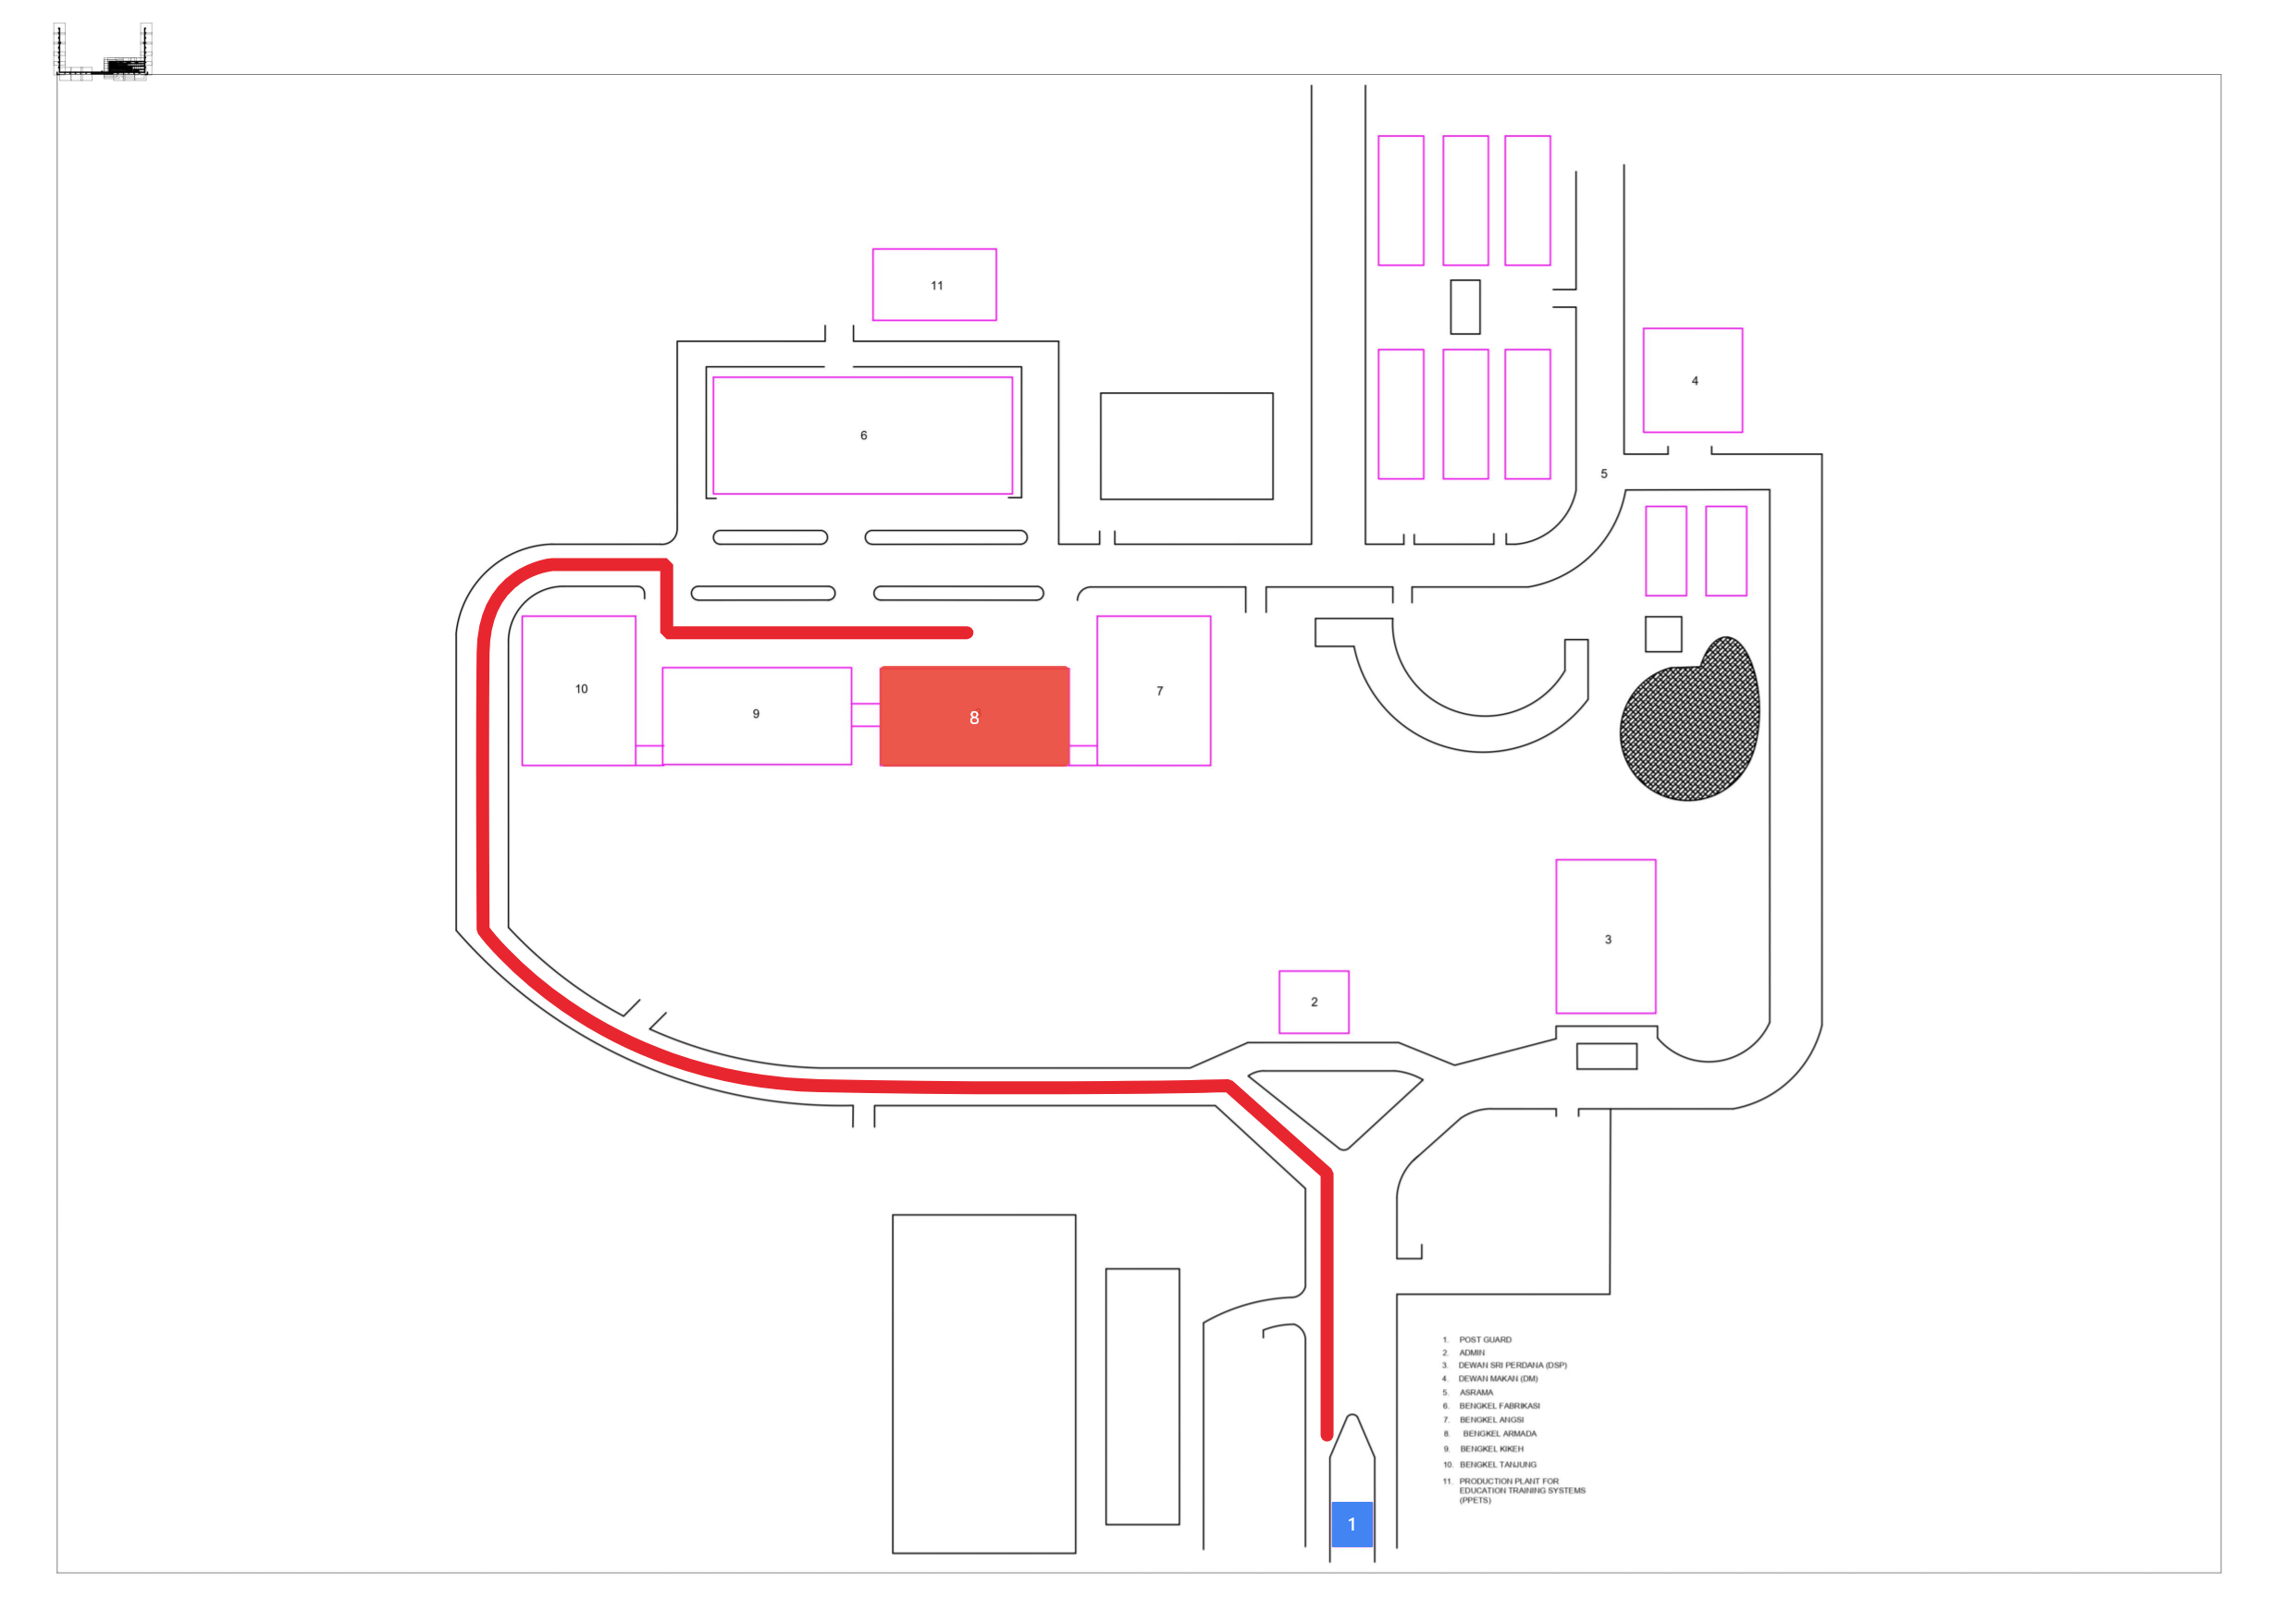 11
4
6
5
10
7
9
8
3
2
1. POST GUARD
2. ADMIN
3. DEWAN SRI PERDANA (DSP)
4. DEWAN MAKAN (DM)
5. ASRAMA
6. BENGKEL FABRIKASI
7. BENGKEL ANGSI
8. BENGKEL ARMADA
9. BENGKEL KIKEH
10. BENGKEL TANJUNG
11. PRODUCTION PLANT FOR
EDUCATION TRAINING SYSTEMS
(PPETS)
1